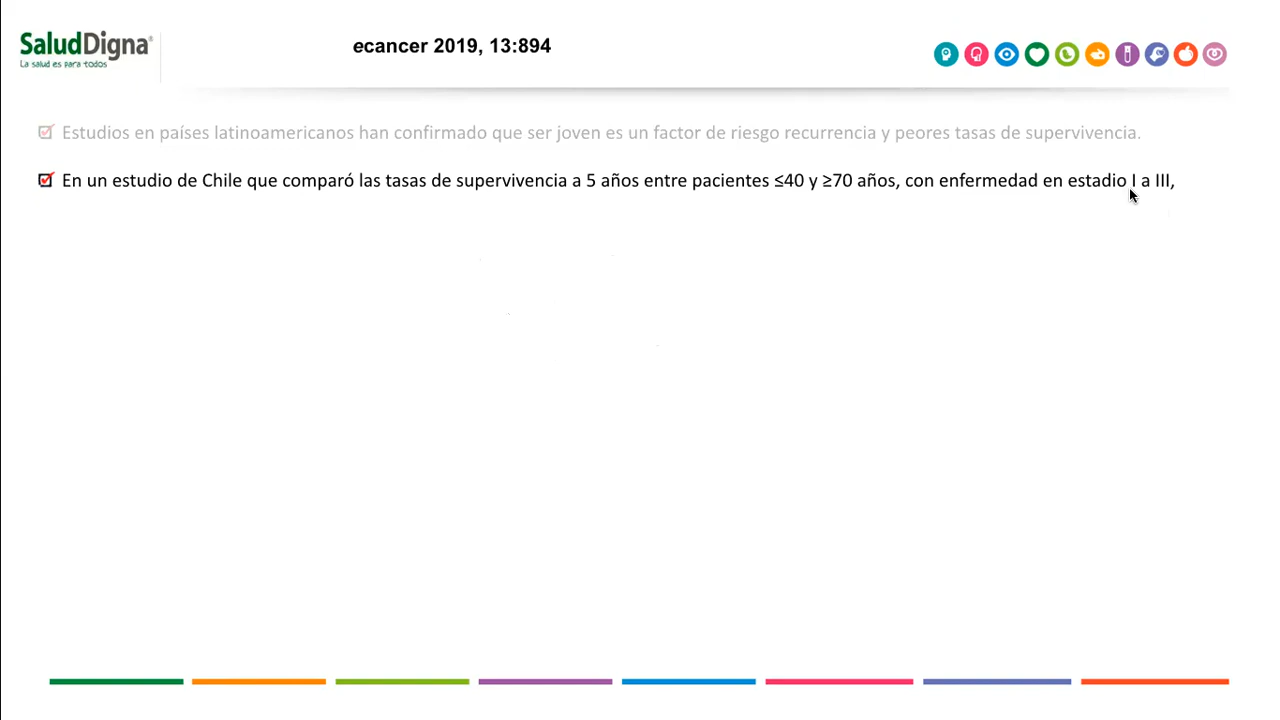 SaludDigna
La salud es para todos
ecancer 2019, 13:894
Estudios en países latinoamericanos han confirmado que ser joven es un factor de riesgo recurrencia y peores tasas de supervivencia.
En un estudio de Chile que comparó las tasas de supervivencia a 5 años entre pacientes ≤40 y ≥70 años, con enfermedad en estadio I a III,